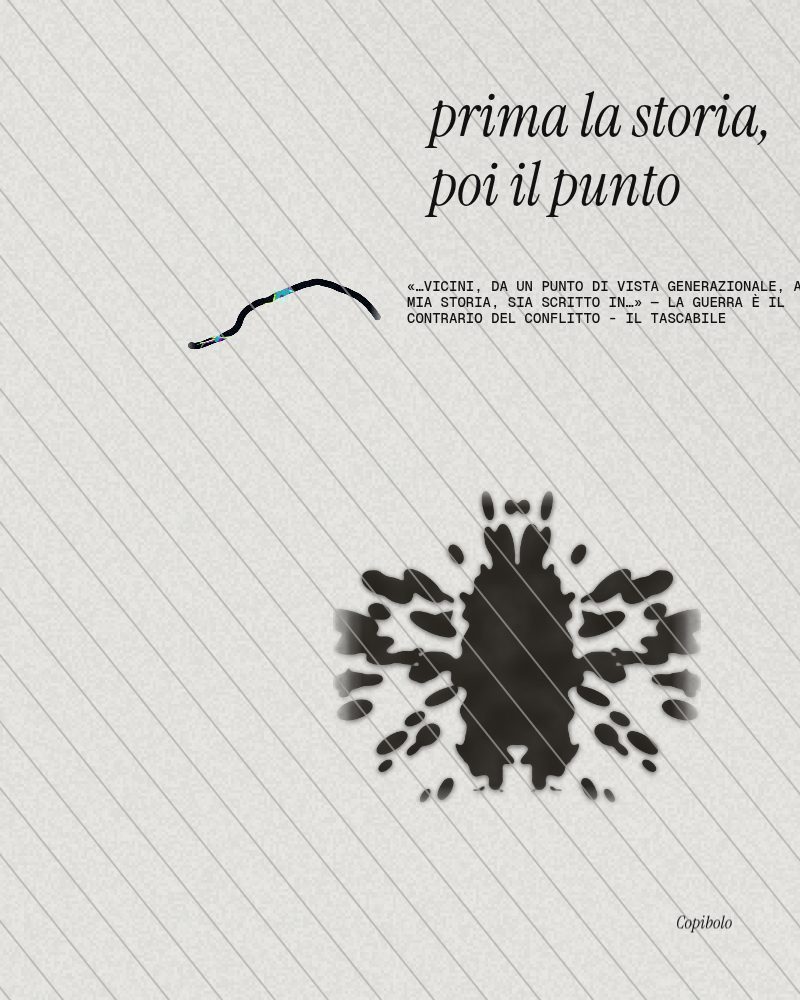 prima la storia,
poi il punto
«…VICINI, DA UN PUNTO DI VISTA GENERAZIONALE, A
MIA STORIA, SIA SCRITTO IN…» — LA GUERRA È IL
CONTRARIO DEL CONFLITTO - IL TASCABILE
Copibolo